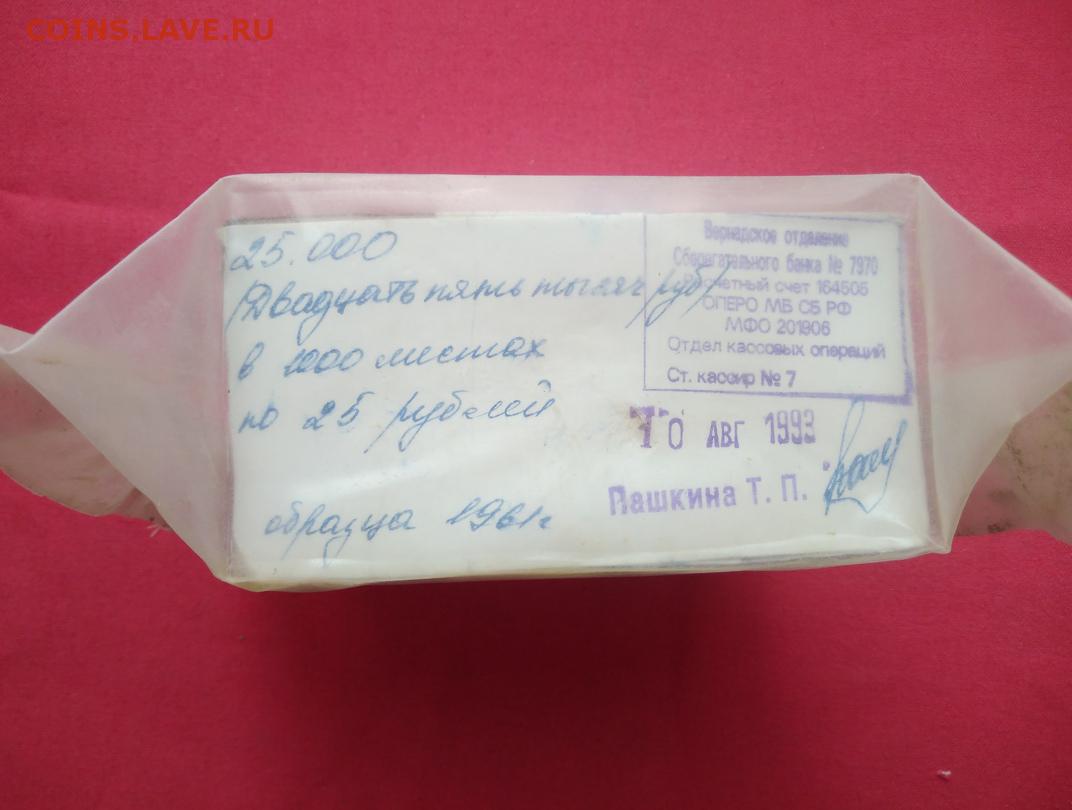 COINS.LAVE.RU
25.000
(Двадцать пять тысяч руб)
в 1000 листах
по 25 рублей
образца 1961г
Вернадское отделение
Сберегательного банка № 7970
Расчетный счет 164505
ОПЕРО МБ СБ РФ
МФО 201906
Отдел кассовых операций
Ст. кассир № 7
10 АВГ 1993
Пашкина Т. П.